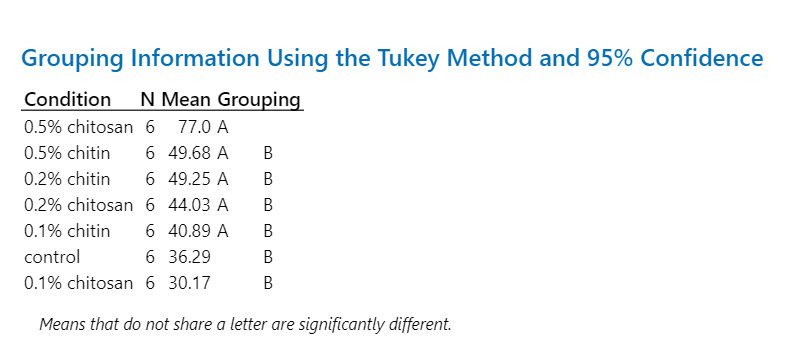 Grouping Information Using the Tukey Method and 95% Confidence
Condition N Mean Grouping
0.5% chitosan 6 77.0 A
0.5% chitin 6 49.68 A B
0.2% chitin 6 49.25 A B
0.2% chitosan 6 44.03 A B
0.1% chitin 6 40.89 A B
control 6 36.29 B
0.1% chitosan 6 30.17 B
Means that do not share a letter are significantly different.